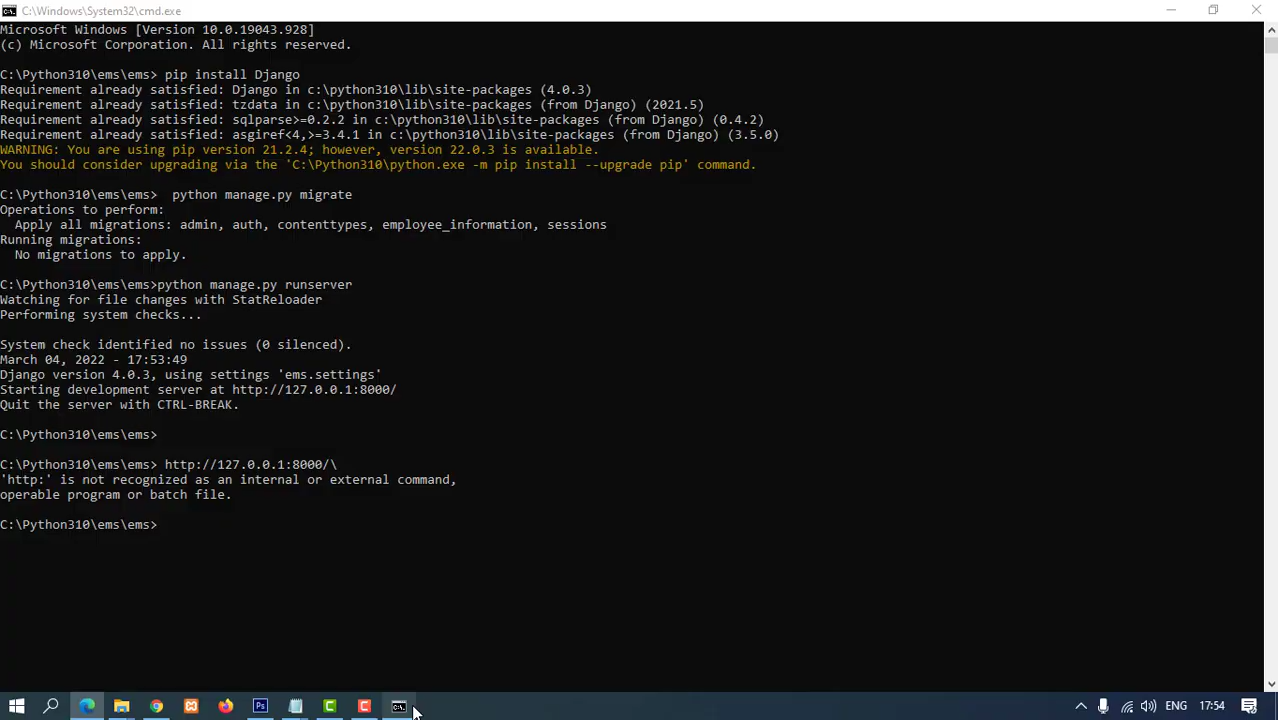 C:\Windows\System32\cmd.exe
Microsoft Windows [Version 10.0.19043.928]
(c) Microsoft Corporation. All rights reserved.
C:\Python310\ems\ems> pip install Django
Requirement already satisfied: Django in c:\python310\lib\site-packages (4.0.3)
Requirement already satisfied: tzdata in c:\python310\lib\site-packages (from Django) (2021.5)
Requirement already satisfied: sqlparse>=0.2.2 in c:\python310\lib\site-packages (from Django) (0.4.2)
Requirement already satisfied: asgiref<4,>=3.4.1 in c:\python310\lib\site-packages (from Django) (3.5.0)
WARNING: You are using pip version 21.2.4; however, version 22.0.3 is available.
You should consider upgrading via the 'C:\Python310\python.exe -m pip install --upgrade pip' command.
C:\Python310\ems\ems>  python manage.py migrate
Operations to perform:
  Apply all migrations: admin, auth, contenttypes, employee_information, sessions
Running migrations:
  No migrations to apply.
C:\Python310\ems\ems>python manage.py runserver
Watching for file changes with StatReloader
Performing system checks...
System check identified no issues (0 silenced).
March 04, 2022 - 17:53:49
Django version 4.0.3, using settings 'ems.settings'
Starting development server at http://127.0.0.1:8000/
Quit the server with CTRL-BREAK.
C:\Python310\ems\ems>
C:\Python310\ems\ems> http://127.0.0.1:8000/\
'http:' is not recognized as an internal or external command,
operable program or batch file.
C:\Python310\ems\ems>
Ps
ENG
17:54